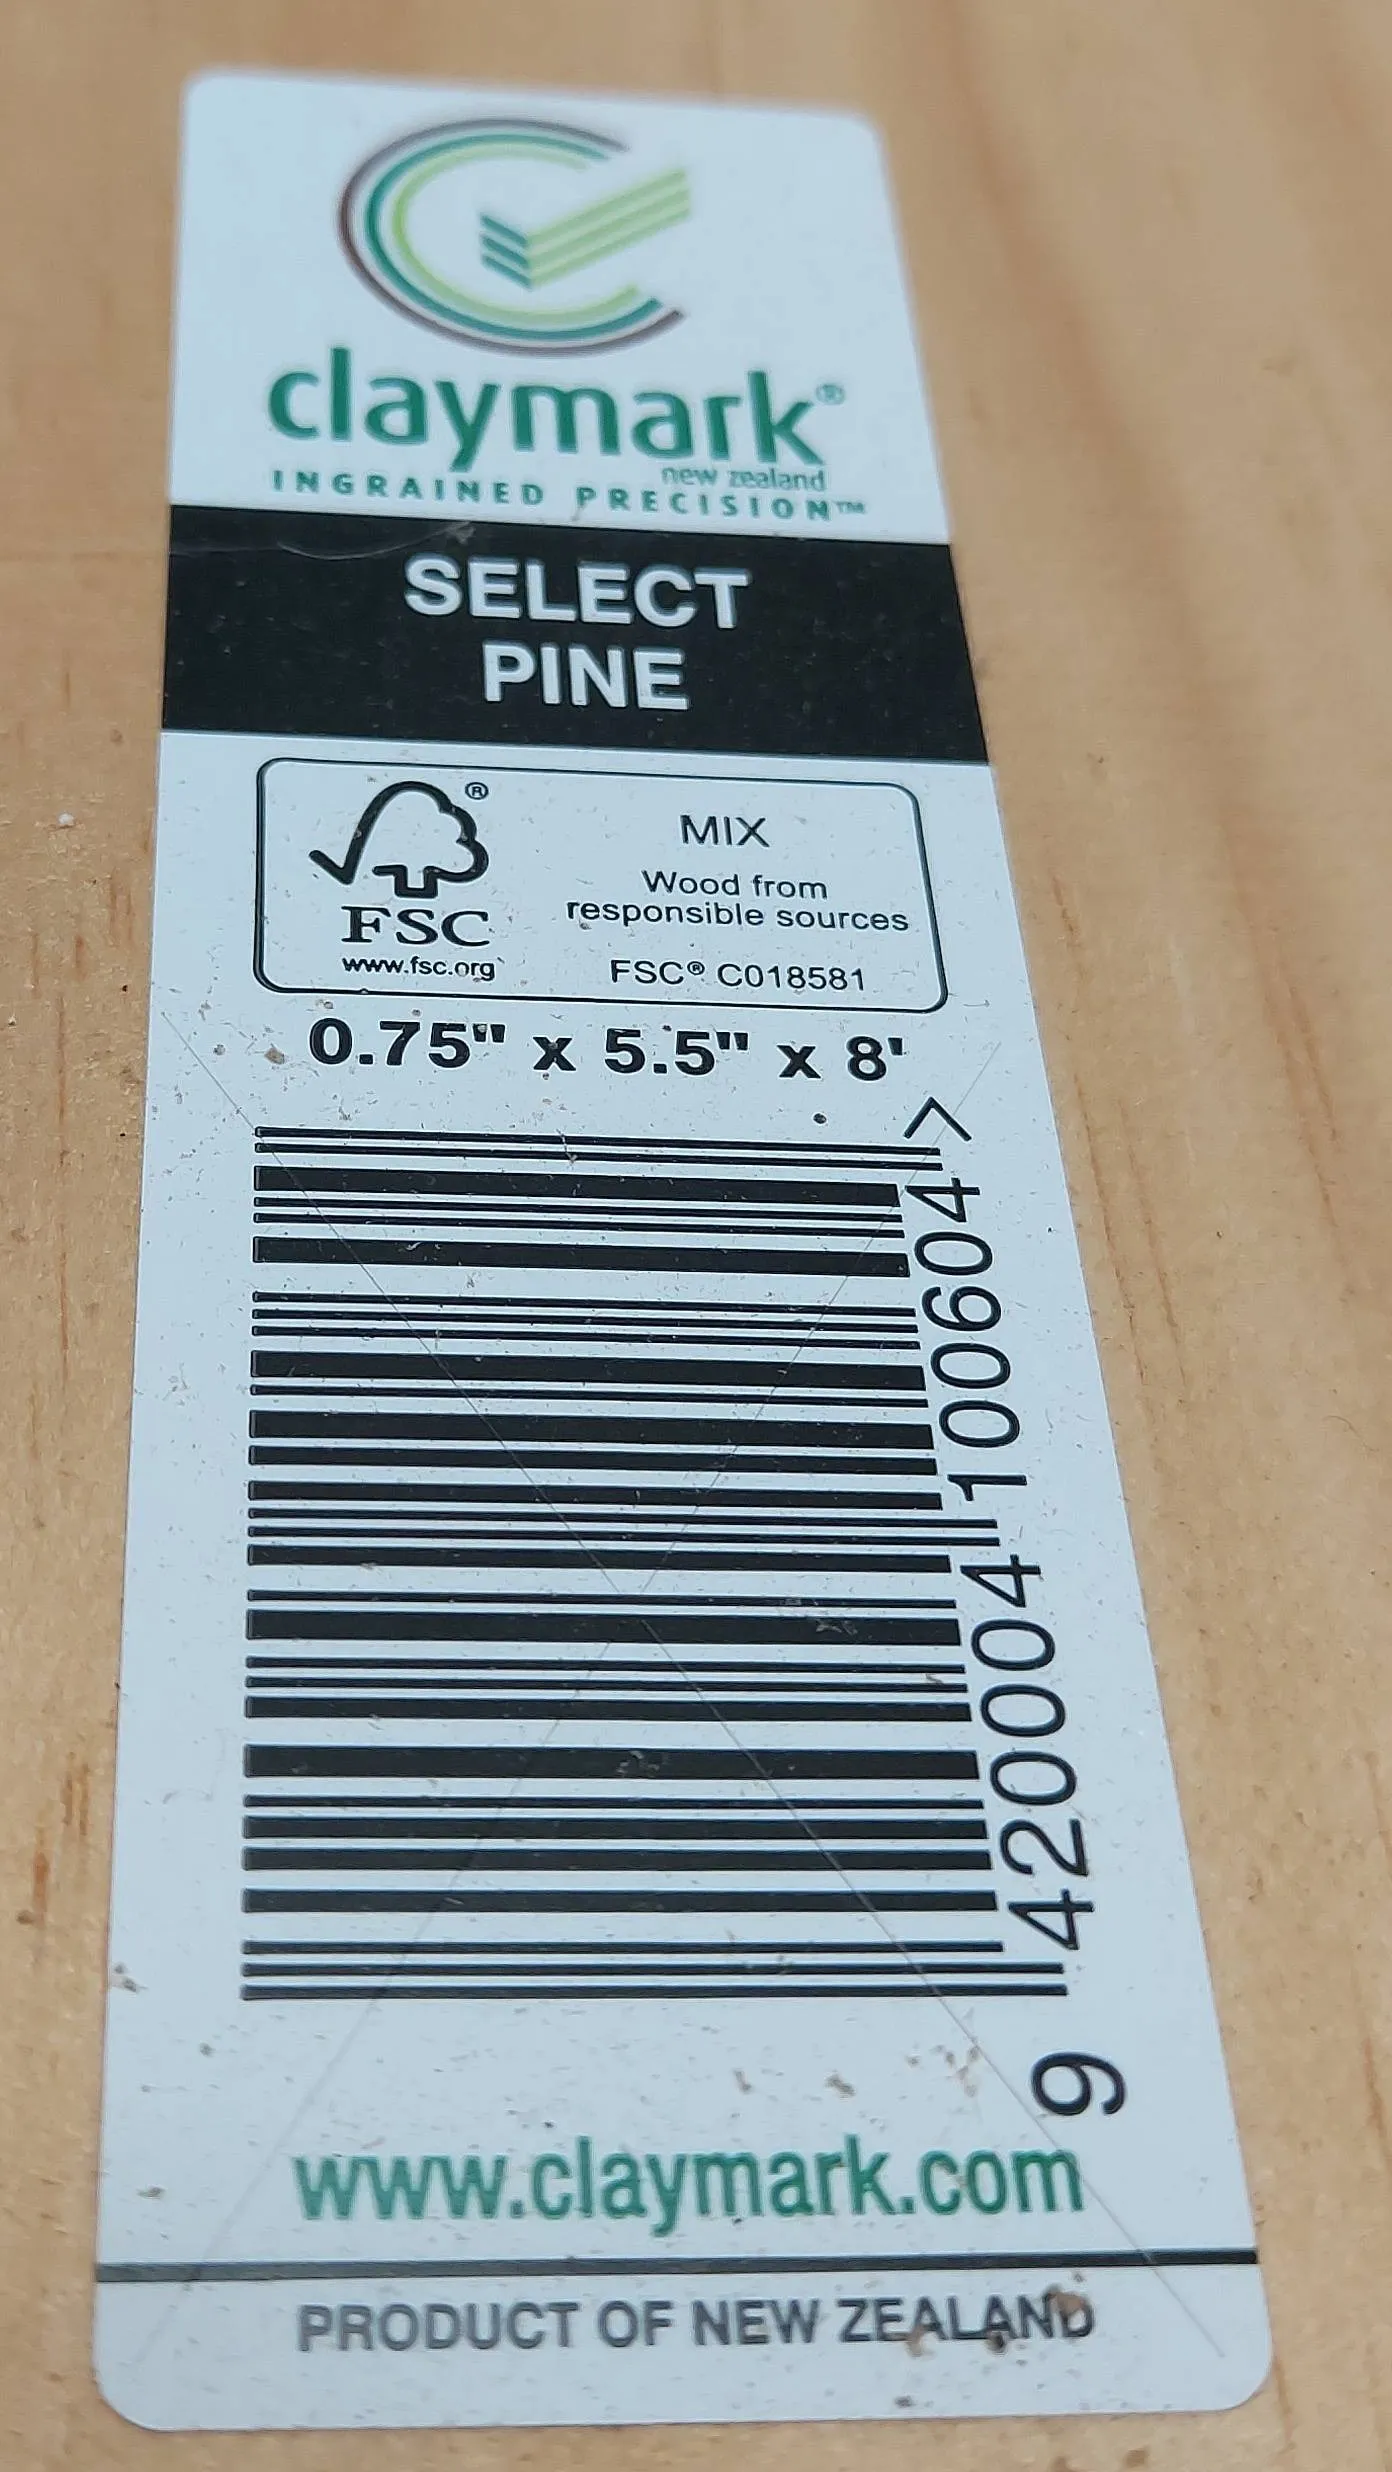 claymark®
new zealand
INGRAINED PRECISION™
SELECT
PINE
®
FSC
www.fsc.org
MIX
Wood from
responsible sources
FSC® C018581
0.75" x 5.5" x 8'
9 420004 100604 >
www.claymark.com
PRODUCT OF NEW ZEALAND